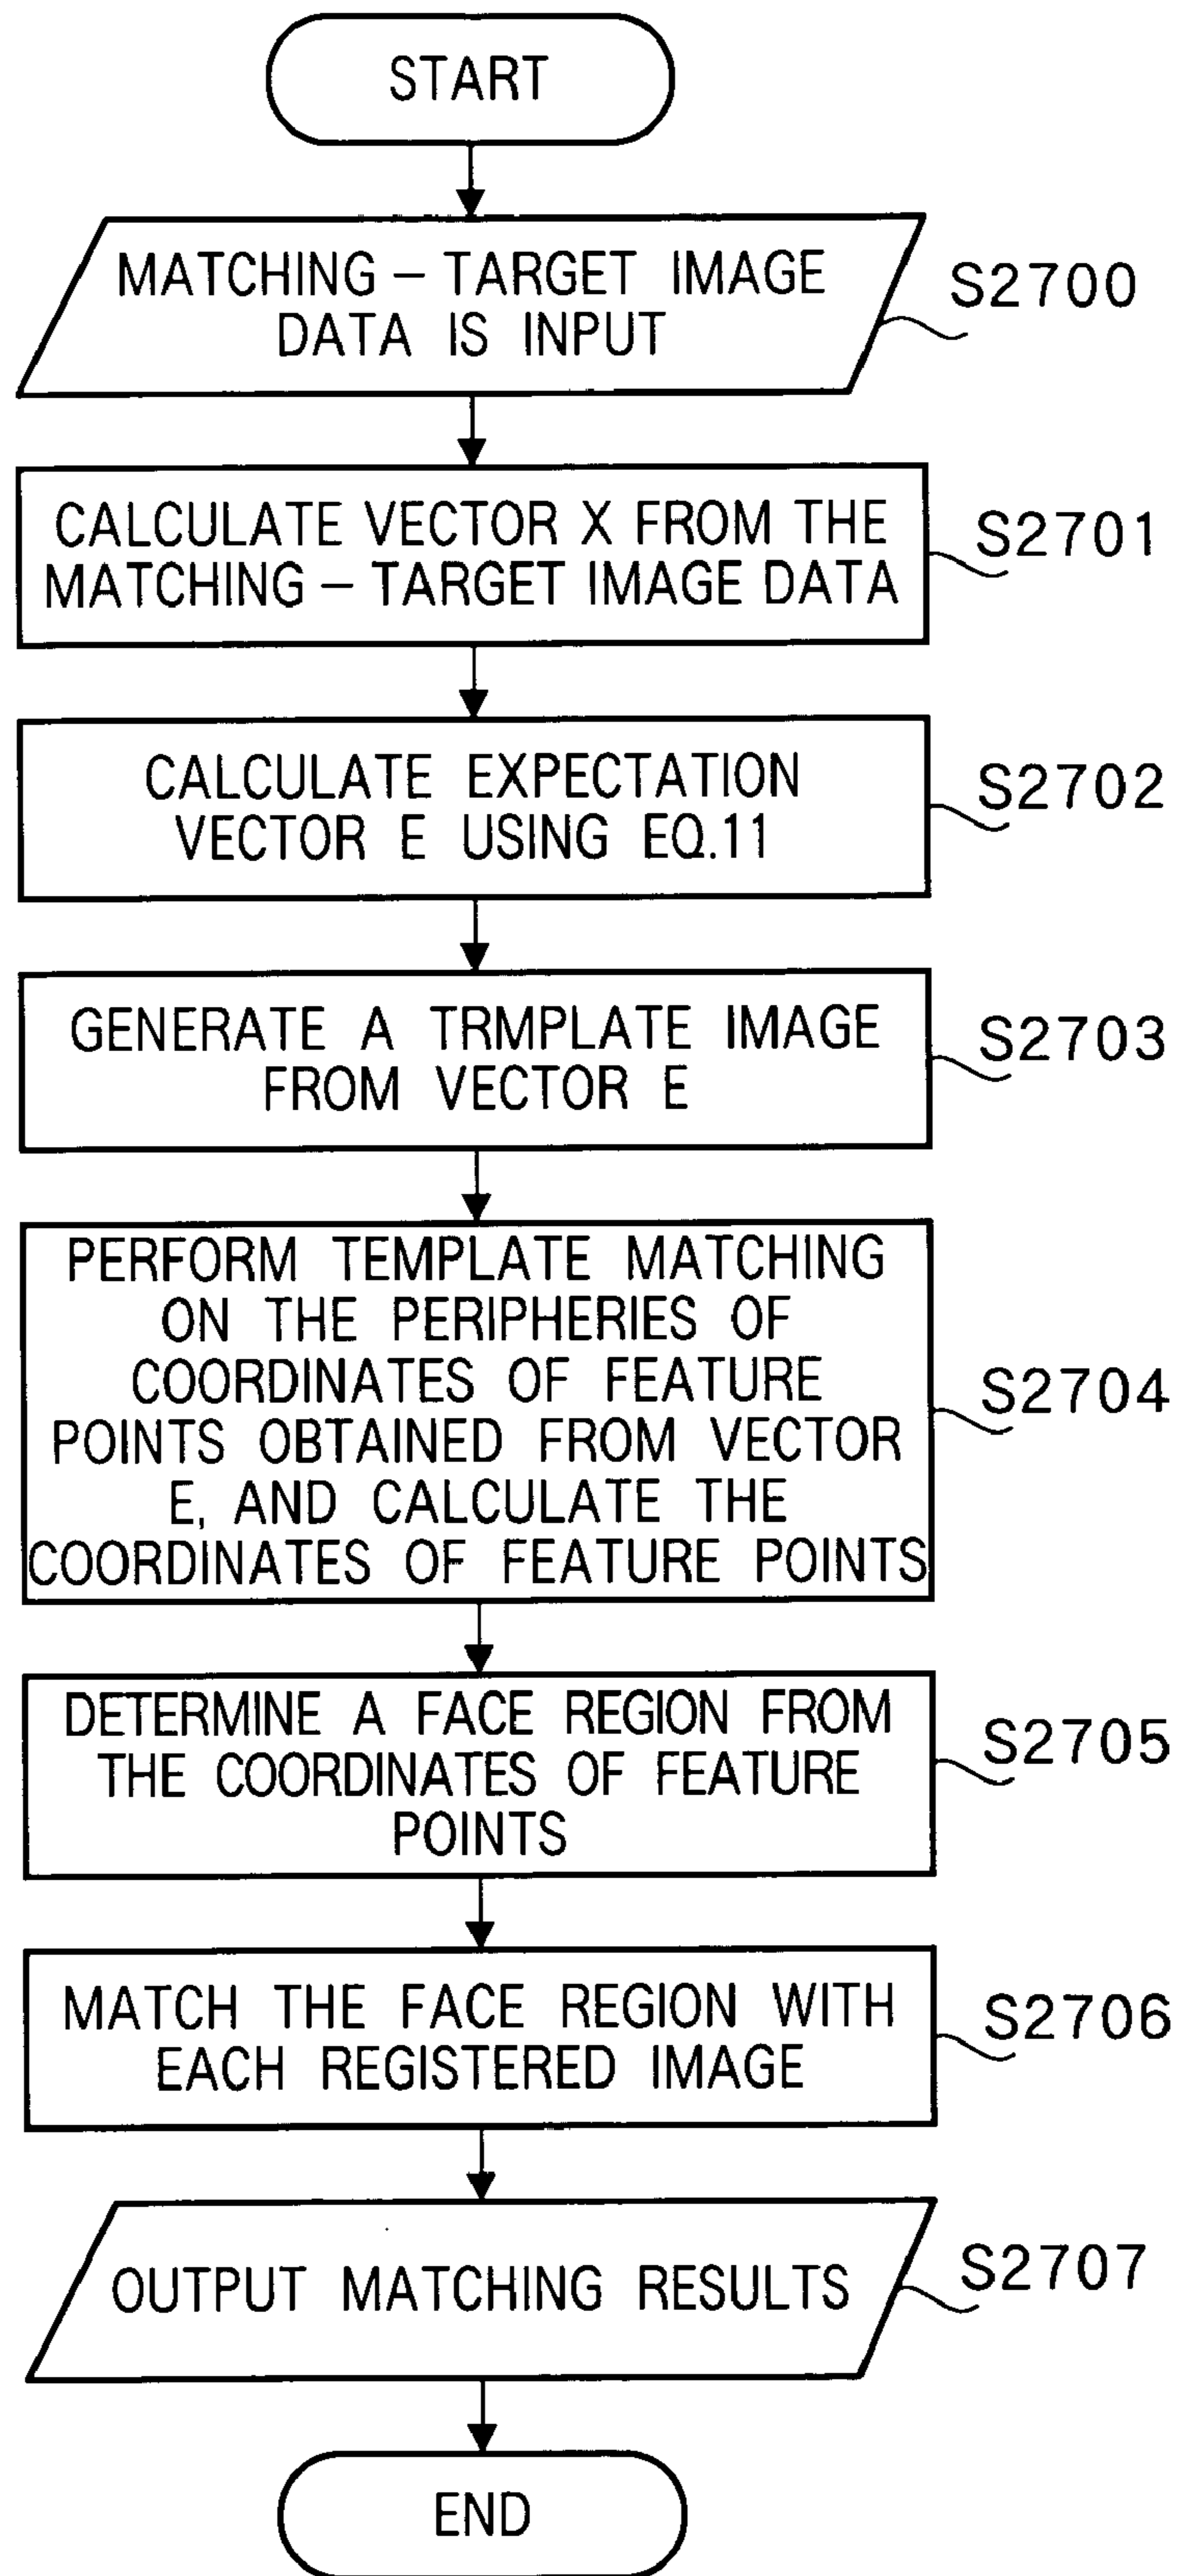 START
MATCHING – TARGET IMAGE
DATA IS INPUT
S2700
CALCULATE VECTOR X FROM THE
MATCHING – TARGET IMAGE DATA
S2701
CALCULATE EXPECTATION
VECTOR E USING EQ.11
S2702
GENERATE A TRMPLATE IMAGE
FROM VECTOR E
S2703
PERFORM TEMPLATE MATCHING
ON THE PERIPHERIES OF
COORDINATES OF FEATURE
POINTS OBTAINED FROM VECTOR
E, AND CALCULATE THE
COORDINATES OF FEATURE POINTS
S2704
DETERMINE A FACE REGION FROM
THE COORDINATES OF FEATURE
POINTS
S2705
MATCH THE FACE REGION WITH
EACH REGISTERED IMAGE
S2706
OUTPUT MATCHING RESULTS
S2707
END